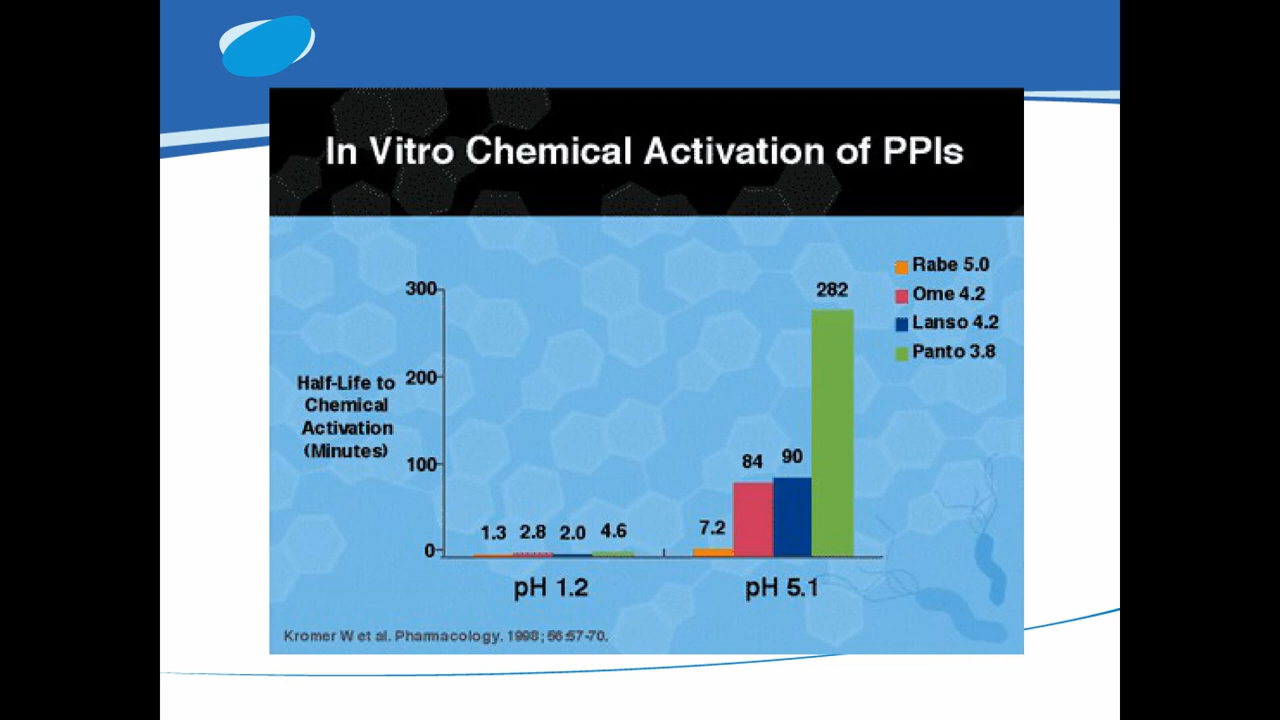 In Vitro Chemical Activation of PPIs
Rabe 5.0
Ome 4.2
Lanso 4.2
Panto 3.8
Half-Life to
Chemical
Activation
(Minutes)
300
200
100
0
1.3
2.8
2.0
4.6
7.2
84
90
282
pH 1.2
pH 5.1
Kromer W et al. Pharmacology. 1998; 56:57-70.